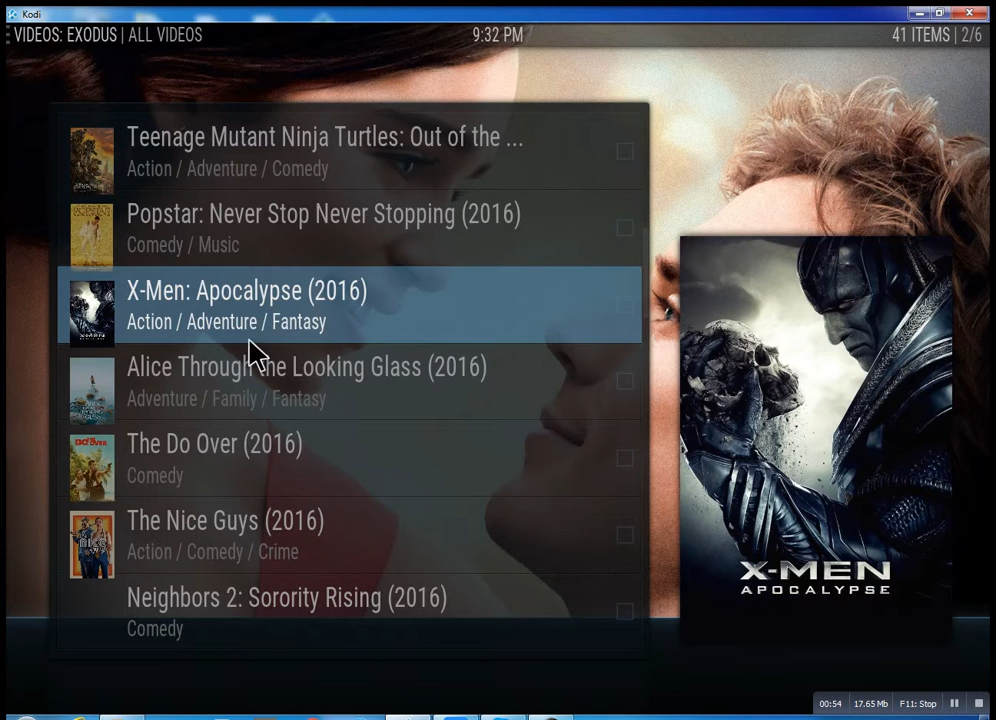 Kodi
VIDEOS: EXODUS | ALL VIDEOS
9:32 PM
41 ITEMS | 2/6
Teenage Mutant Ninja Turtles: Out of the ...
Action / Adventure / Comedy
Popstar: Never Stop Never Stopping (2016)
Comedy / Music
X-Men: Apocalypse (2016)
Action / Adventure / Fantasy
Alice Through the Looking Glass (2016)
Adventure / Family / Fantasy
The Do Over (2016)
Comedy
The Nice Guys (2016)
Action / Comedy / Crime
Neighbors 2: Sorority Rising (2016)
Comedy
X-MEN
APOCALYPSE
00:54
17.65 Mb
F11: Stop